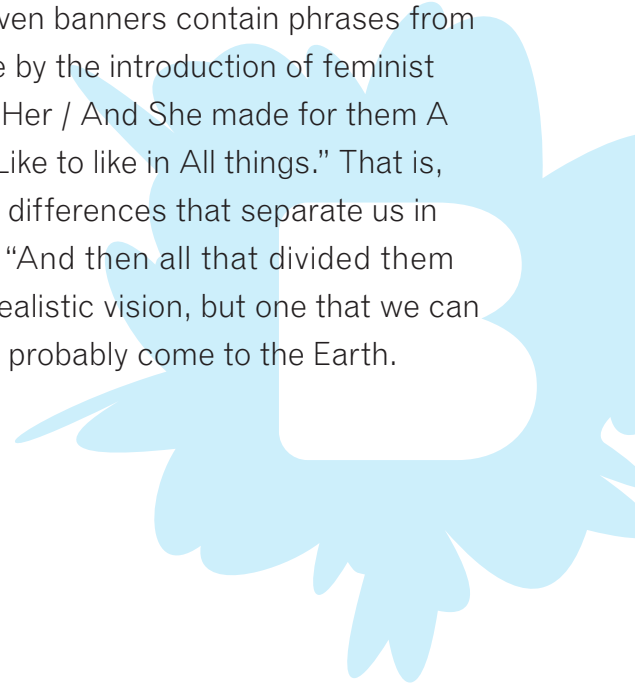 ven banners contain phrases from
e by the introduction of feminist
Her / And She made for them A
Like to like in All things.” That is,
differences that separate us in
“And then all that divided them
ealistic vision, but one that we can
probably come to the Earth.
B